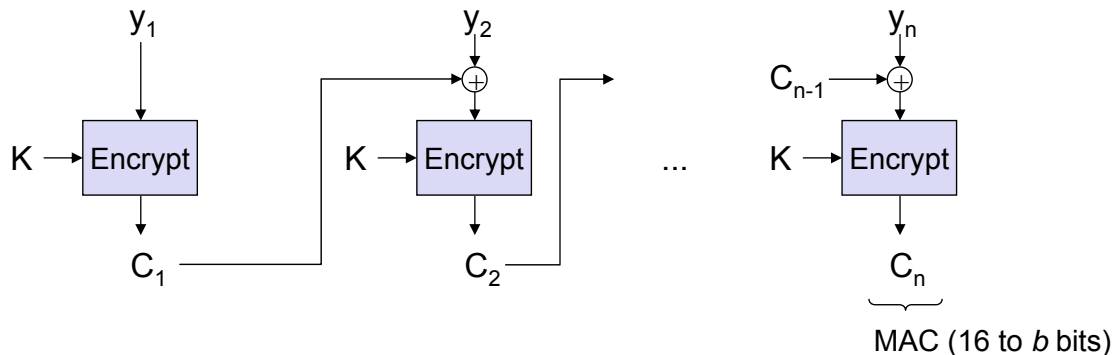 y₁ y₂ yₙ
Cₙ₋₁
K Encrypt K Encrypt ... K Encrypt
C₁ C₂ Cₙ
MAC (16 to b bits)